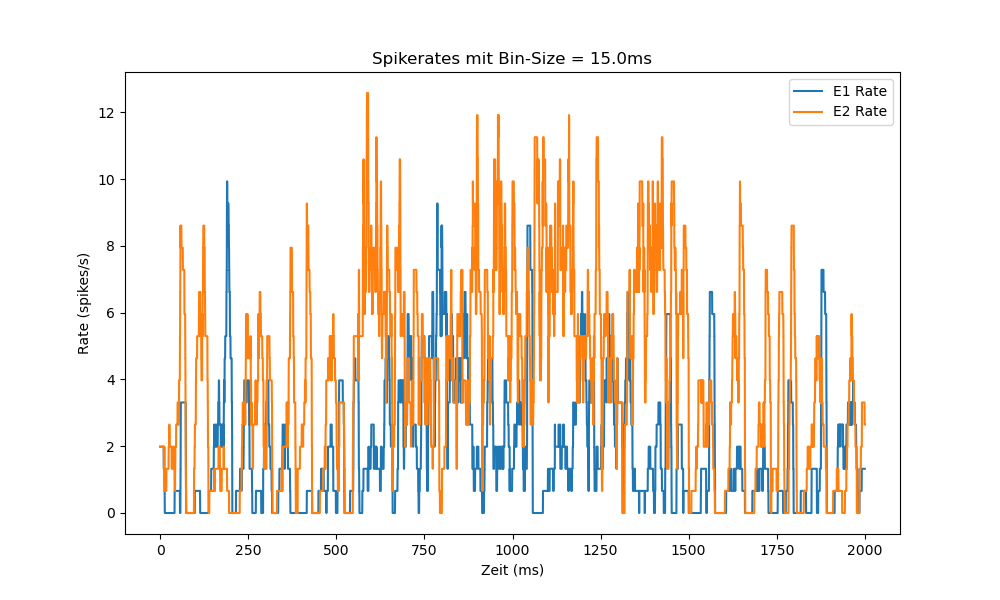 Spikerates mit Bin-Size = 15.0ms
E1 Rate
E2 Rate
Rate (spikes/s)
12
10
8
6
4
2
0
0 250 500 750 1000 1250 1500 1750 2000
Zeit (ms)